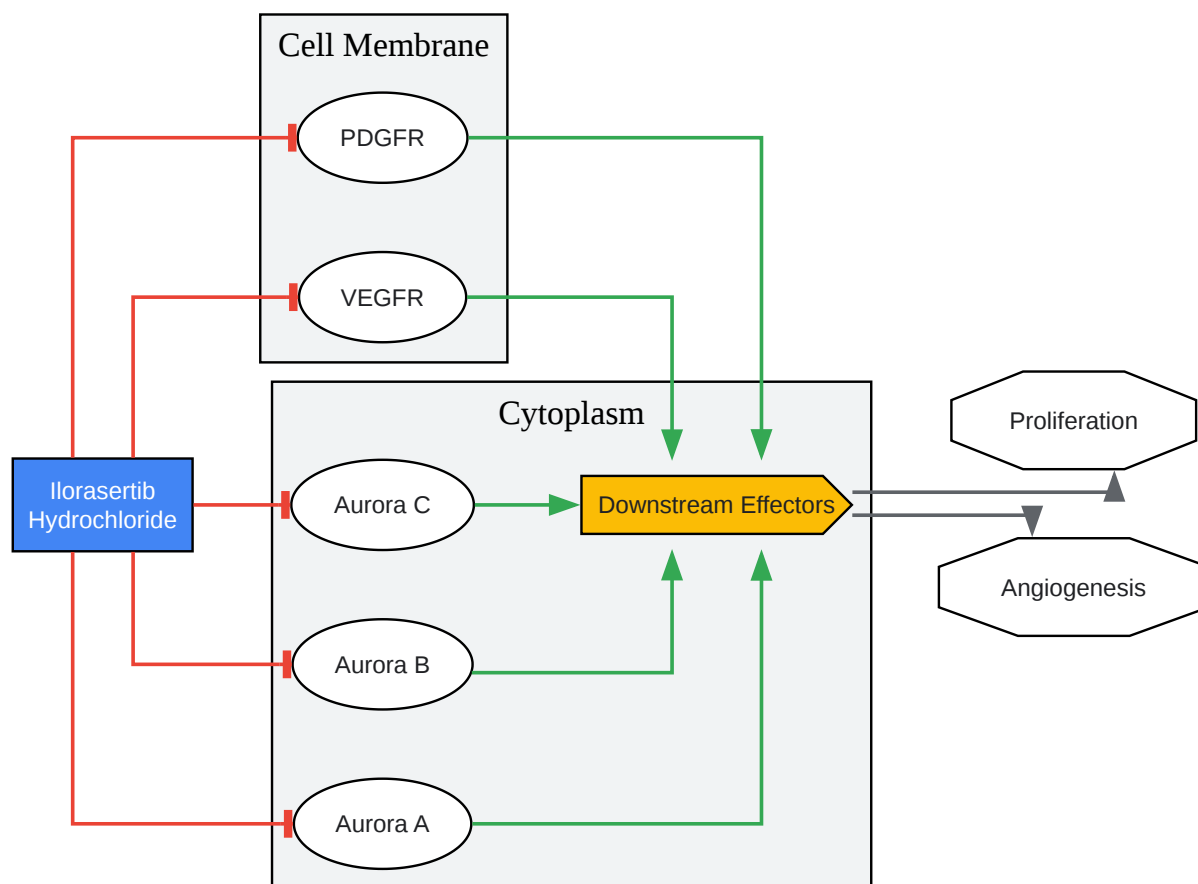 Cell Membrane
PDGFR
VEGFR
Cytoplasm
Proliferation
Ilorasertib
Hydrochloride
Aurora C
Downstream Effectors
Angiogenesis
Aurora B
Aurora A